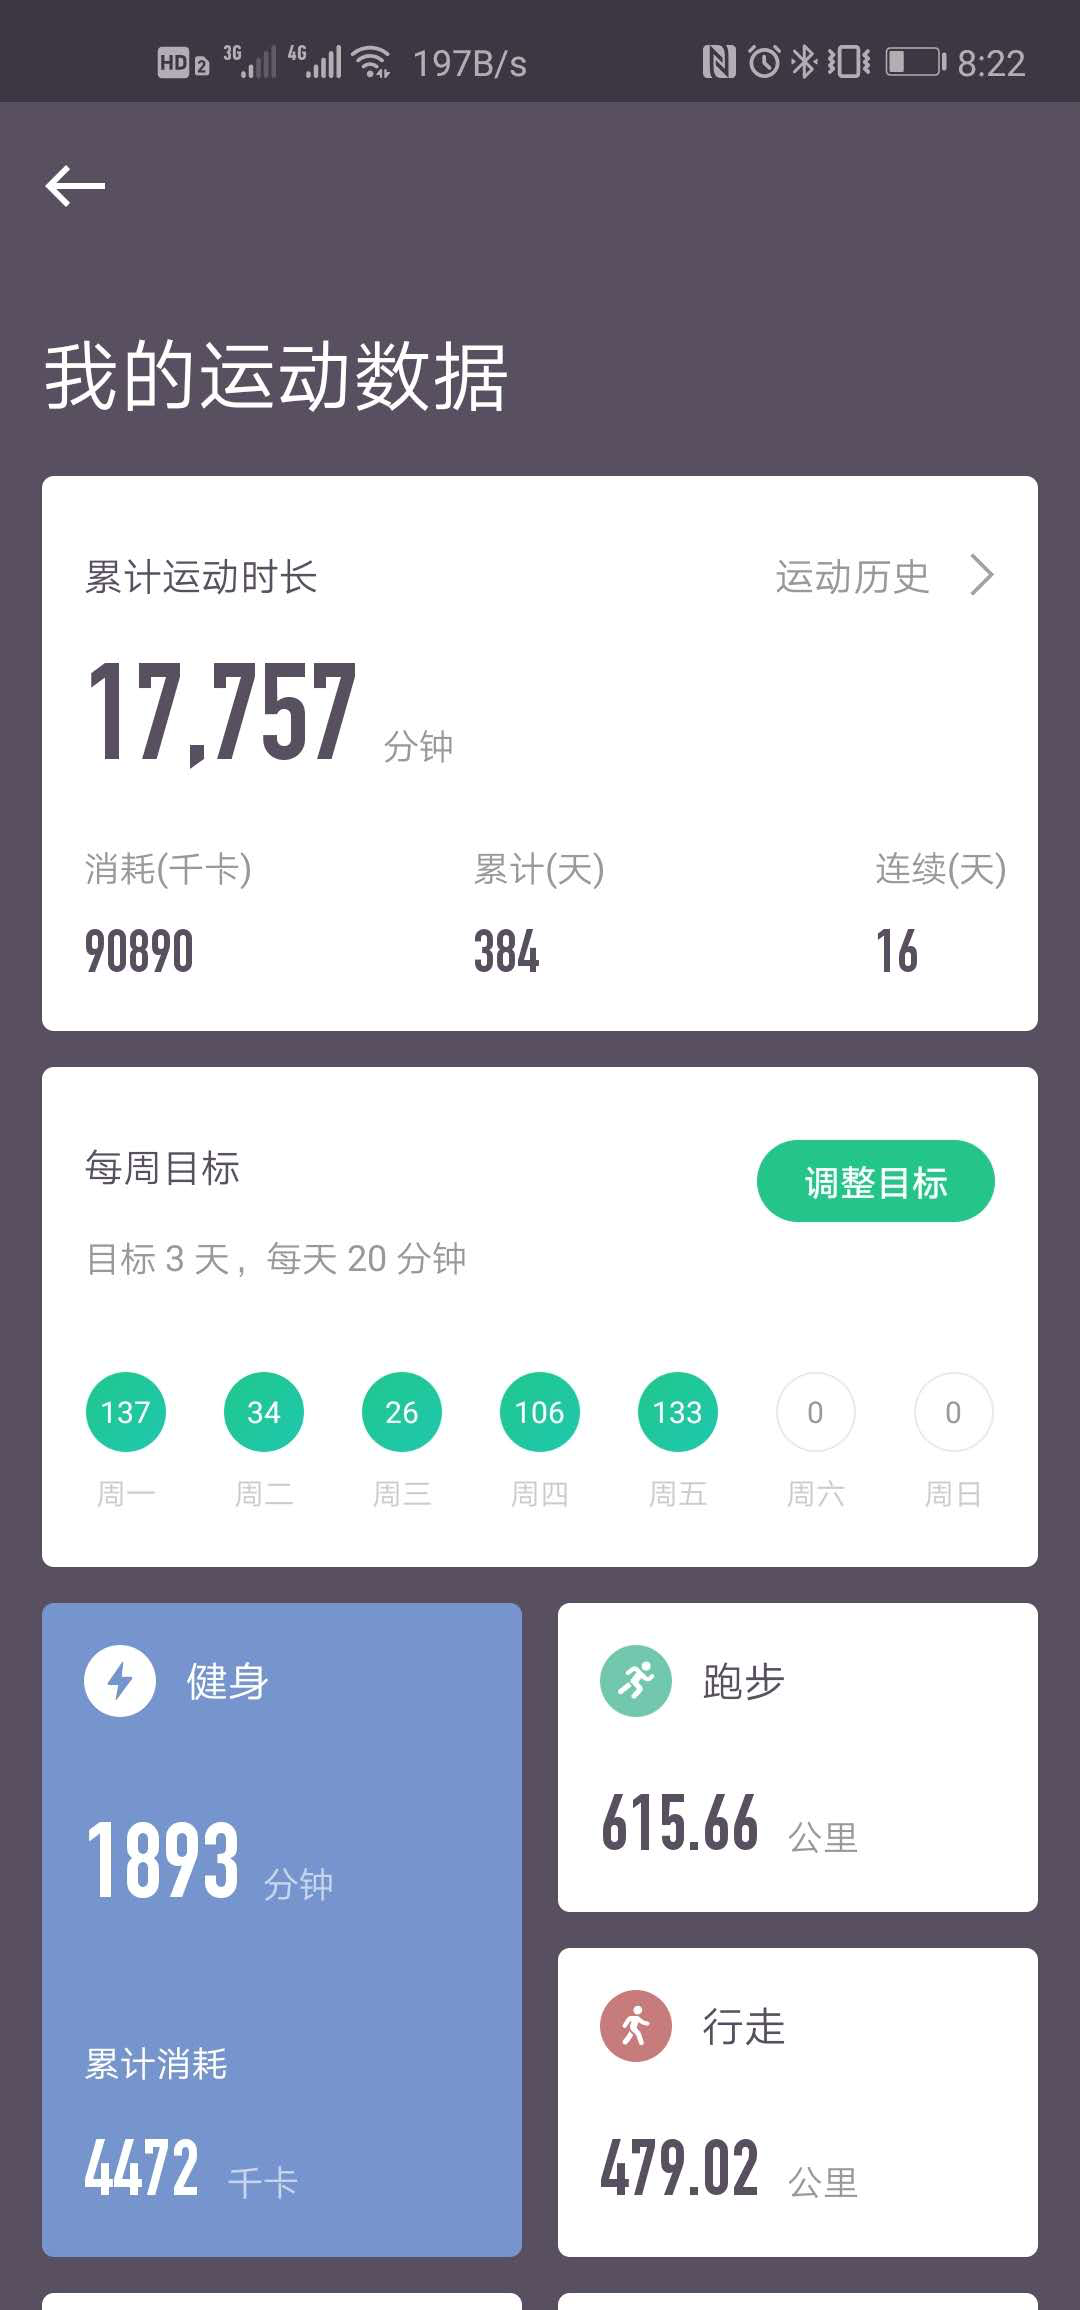 HD 2 3G 4G 197B/s 8:22
我的运动数据
累计运动时长 运动历史
17,757 分钟
消耗(千卡) 累计(天) 连续(天)
90890 384 16
每周目标 调整目标
目标 3 天，每天 20 分钟
137 34 26 106 133 0 0
周一 周二 周三 周四 周五 周六 周日
健身
1893 分钟
累计消耗
4472 千卡
跑步
615.66 公里
行走
479.02 公里